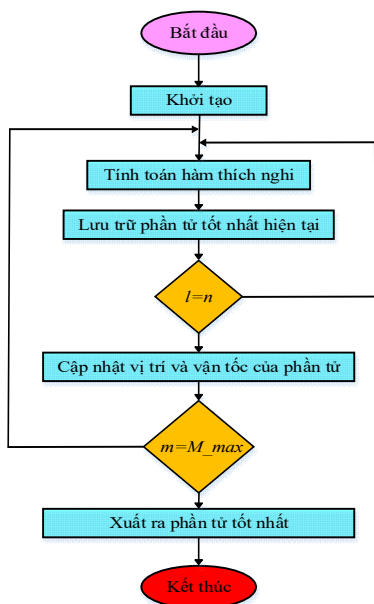 Bắt đầu
Khởi tạo
Tính toán hàm thích nghi
Lưu trữ phần tử tốt nhất hiện tại
l=n
Cập nhật vị trí và vận tốc của phần tử
m=M_max
Xuất ra phần tử tốt nhất
Kết thúc